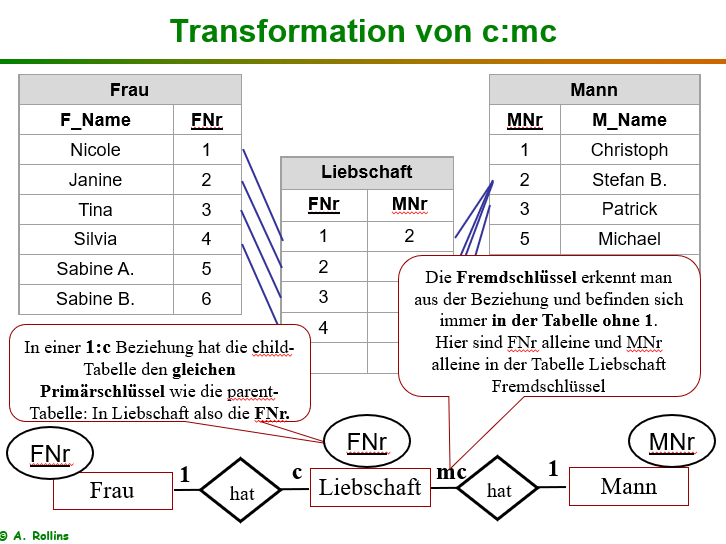 Transformation von c:mc
Frau
F_Name FNr
Nicole 1
Janine 2
Tina 3
Silvia 4
Sabine A. 5
Sabine B. 6
Liebschaft
FNr MNr
1 2
2
3
4
Mann
MNr M_Name
1 Christoph
2 Stefan B.
3 Patrick
5 Michael
In einer 1:c Beziehung hat die child-
Tabelle den gleichen
Primärschlüssel wie die parent-
Tabelle: In Liebschaft also die FNr.
Die Fremdschlüssel erkennt man
aus der Beziehung und befinden sich
immer in der Tabelle ohne 1.
Hier sind FNr alleine und MNr
alleine in der Tabelle Liebschaft
Fremdschlüssel
FNr FNr MNr
Frau 1 hat c Liebschaft mc hat 1 Mann
© A. Rollins